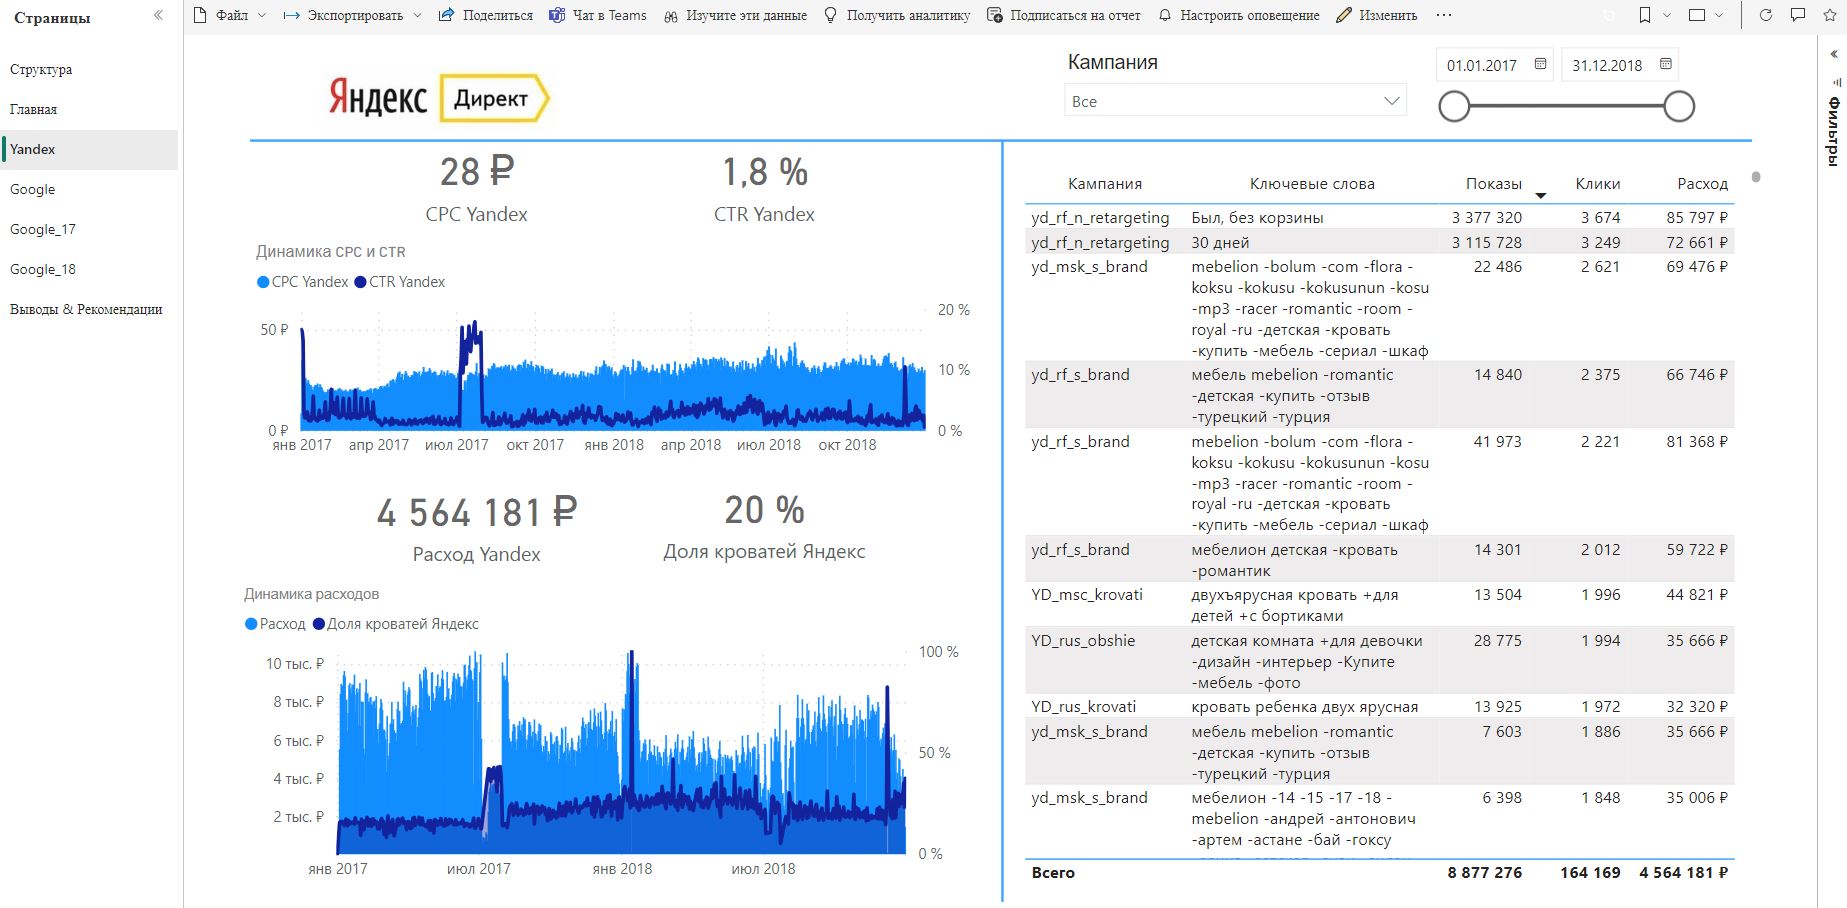 Страницы
Файл
Экспортировать
Поделиться
Чат в Teams
Изучите эти данные
Получить аналитику
Подписаться на отчет
Настроить оповещение
Изменить
Структура
Главная
Yandex
Google
Google_17
Google_18
Выводы & Рекомендации
Яндекс Директ
Кампания
Все
01.01.2017
31.12.2018
Фильтры
28 ₽
CPC Yandex
1,8 %
CTR Yandex
Динамика CPC и CTR
CPC Yandex CTR Yandex
20 %
50 ₽
10 %
0 ₽
0 %
янв 2017 апр 2017 июл 2017 окт 2017 янв 2018 апр 2018 июл 2018 окт 2018
4 564 181 ₽
Расход Yandex
20 %
Доля кроватей Яндекс
Динамика расходов
Расход Доля кроватей Яндекс
100 %
10 тыс. ₽
8 тыс. ₽
50 %
6 тыс. ₽
4 тыс. ₽
2 тыс. ₽
0 %
янв 2017 июл 2017 янв 2018 июл 2018
Кампания Ключевые слова Показы Клики Расход
yd_rf_n_retargeting Был, без корзины 3 377 320 3 674 85 797 ₽
yd_rf_n_retargeting 30 дней 3 115 728 3 249 72 661 ₽
yd_msk_s_brand mebelion -bolum -com -flora - 22 486 2 621 69 476 ₽
koksu -kokusu -kokusunun -kosu
-mp3 -racer -romantic -room -
royal -ru -детская -кровать
-купить -мебель -сериал -шкаф
yd_rf_s_brand мебель mebelion -romantic 14 840 2 375 66 746 ₽
-детская -купить -отзыв
-турецкий -турция
yd_rf_s_brand mebelion -bolum -com -flora - 41 973 2 221 81 368 ₽
koksu -kokusu -kokusunun -kosu
-mp3 -racer -romantic -room -
royal -ru -детская -кровать
-купить -мебель -сериал -шкаф
yd_rf_s_brand мебелион детская -кровать 14 301 2 012 59 722 ₽
-романтик
YD_msc_krovati двухъярусная кровать +для 13 504 1 996 44 821 ₽
детей +с бортиками
YD_rus_obshie детская комната +для девочки 28 775 1 994 35 666 ₽
-дизайн -интерьер -Купите
-мебель -фото
YD_rus_krovati кровать ребенка двух ярусная 13 925 1 972 32 320 ₽
yd_msk_s_brand мебель mebelion -romantic 7 603 1 886 35 666 ₽
-детская -купить -отзыв
-турецкий -турция
yd_msk_s_brand мебелион -14 -15 -17 -18 - 6 398 1 848 35 006 ₽
mebelion -андрей -антонович
-артем -астане -бай -гоксу
Всего 8 877 276 164 169 4 564 181 ₽